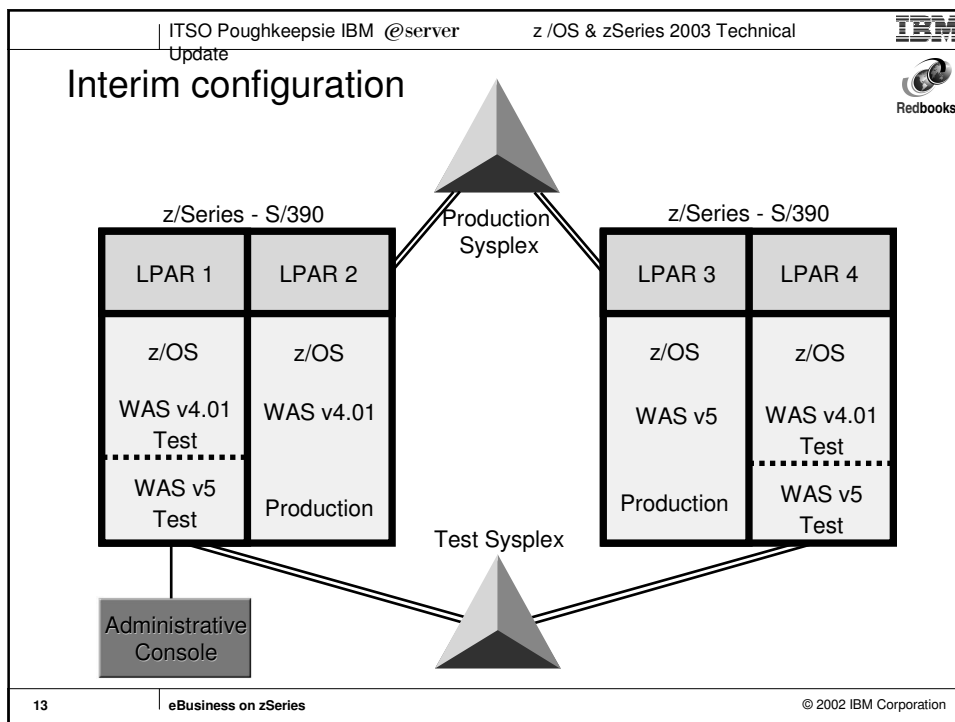 ITSO Poughkeepsie IBM @server z /OS & zSeries 2003 Technical
Update
IBM
Redbooks
Interim configuration
z/Series - S/390
Production
Sysplex
z/Series - S/390
LPAR 1
LPAR 2
LPAR 3
LPAR 4
z/OS
WAS v4.01
Test
WAS v5
Test
z/OS
WAS v4.01
Production
z/OS
WAS v5
Production
z/OS
WAS v4.01
Test
WAS v5
Test
Test Sysplex
Administrative
Console
13 eBusiness on zSeries © 2002 IBM Corporation